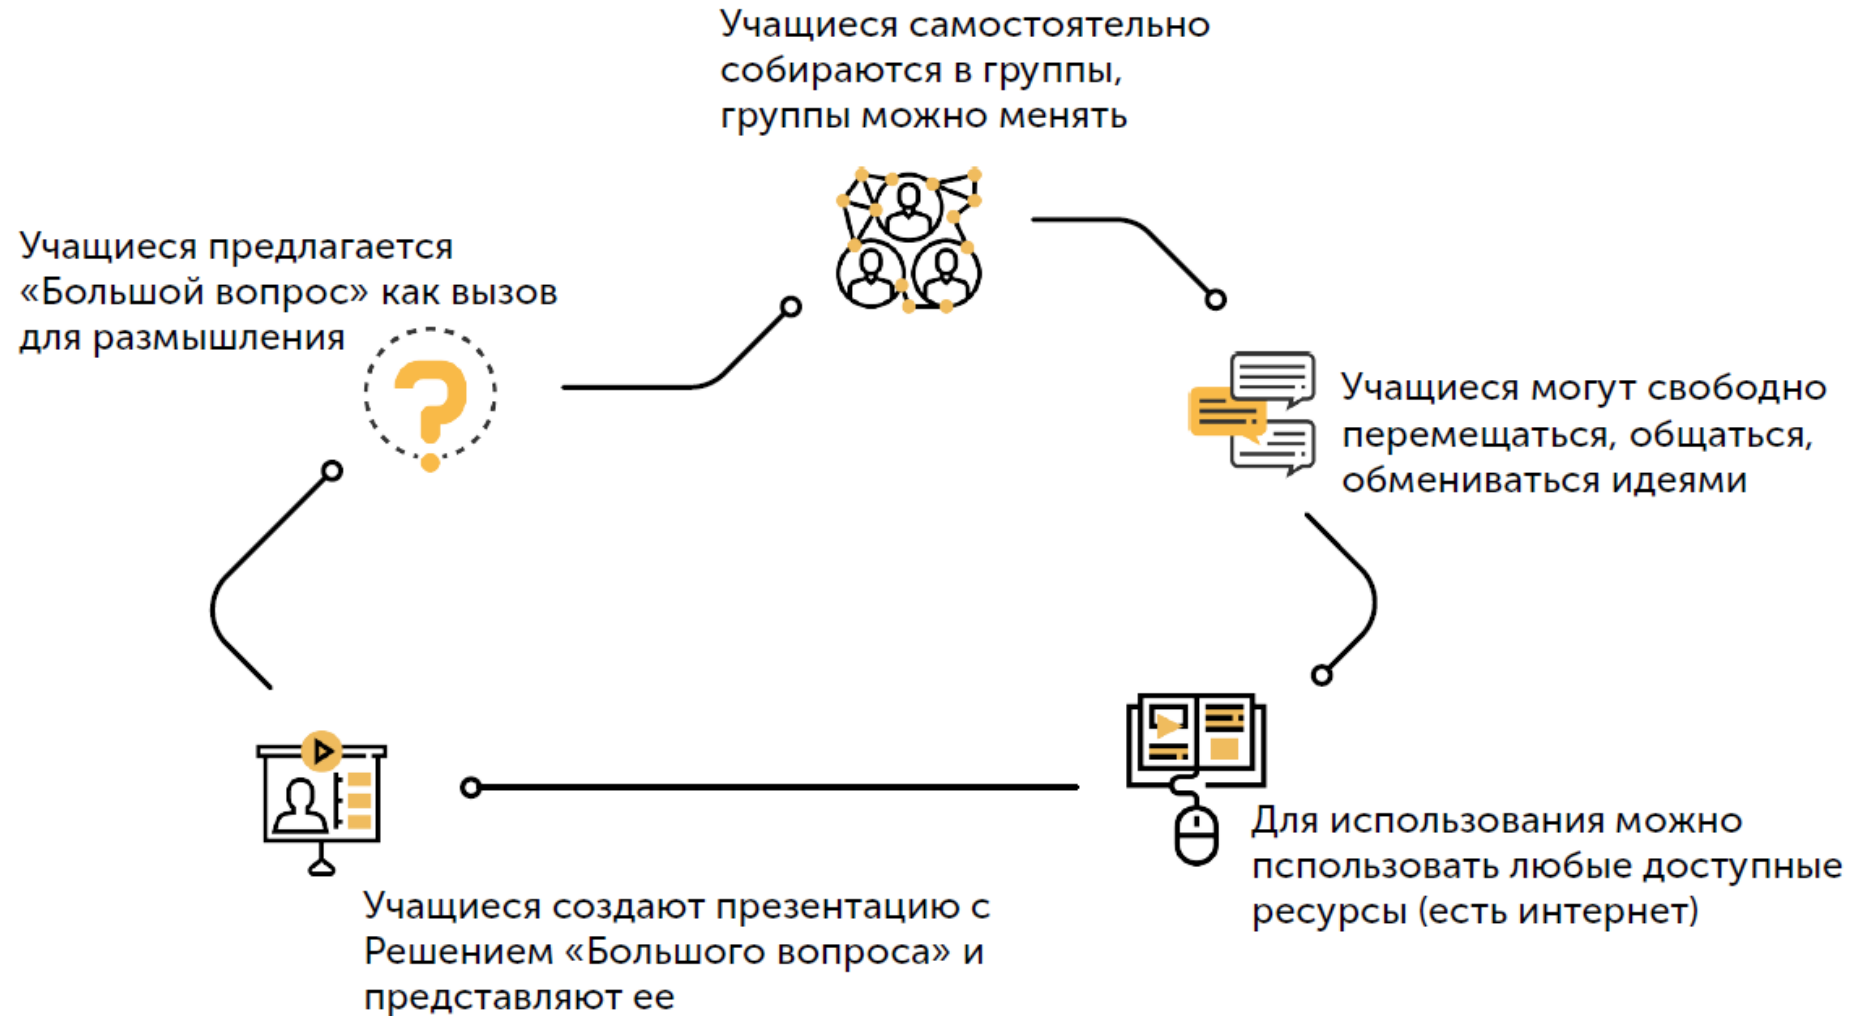 Учащиеся самостоятельно
собираются в группы,
группы можно менять
Учащиеся предлагается
«Большой вопрос» как вызов
для размышления
Учащиеся могут свободно
перемещаться, общаться,
обмениваться идеями
Для использования можно
пспользовать любые доступные
ресурсы (есть интернет)
Учащиеся создают презентацию с
Решением «Большого вопроса» и
представляют ее